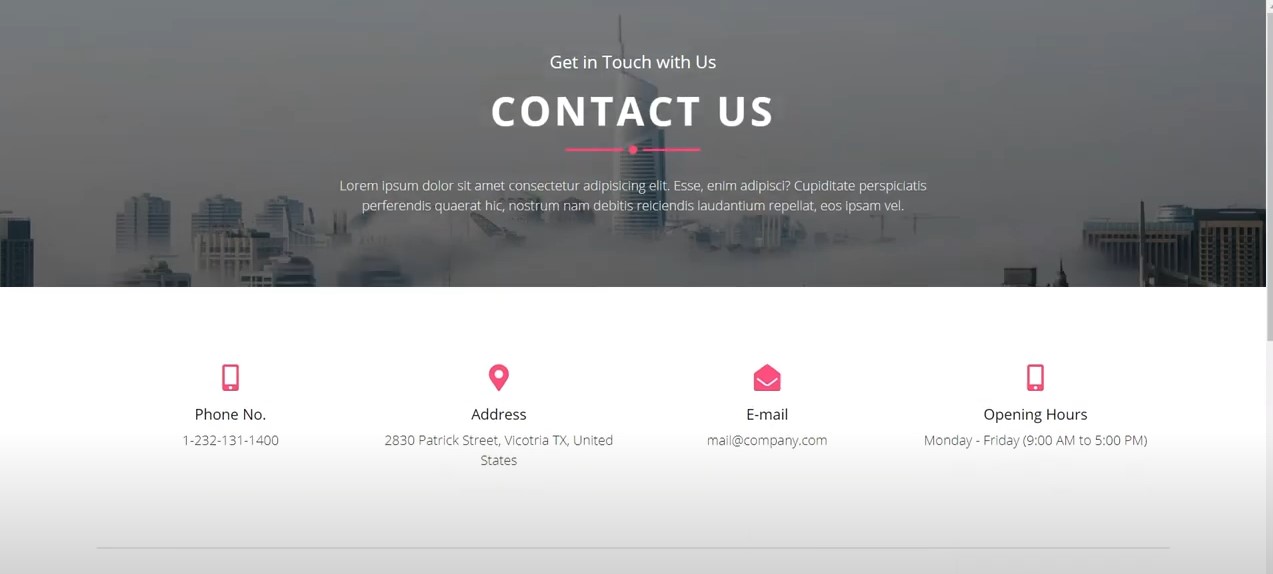 Get in Touch with Us
CONTACT US
Lorem ipsum dolor sit amet consectetur adipisicing elit. Esse, enim adipisci? Cupiditate perspiciatis
perferendis quaerat hic, nostrum nam debitis reiciendis laudantium repellat, eos ipsam vel.
Phone No.
1-232-131-1400
Address
2830 Patrick Street, Vicotria TX, United
States
E-mail
mail@company.com
Opening Hours
Monday - Friday (9:00 AM to 5:00 PM)